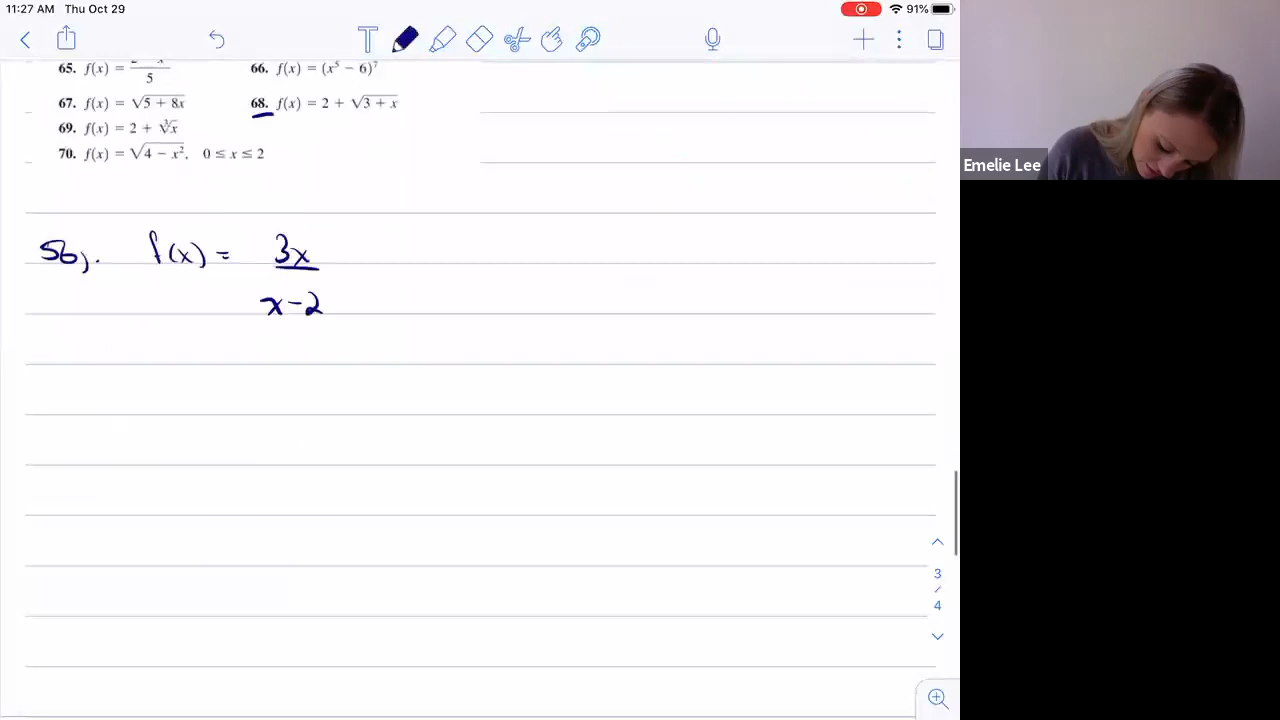 11:27 AM Thu Oct 29
91%
65. f(x) = 5
66. f(x) = (x⁵ − 6)⁷
67. f(x) = √5 + 8x
68. f(x) = 2 + √3 + x
69. f(x) = 2 + ∛x
70. f(x) = √4 − x², 0 ≤ x ≤ 2
56). f(x) = 3x
x-2
3
/
4
Emelie Lee